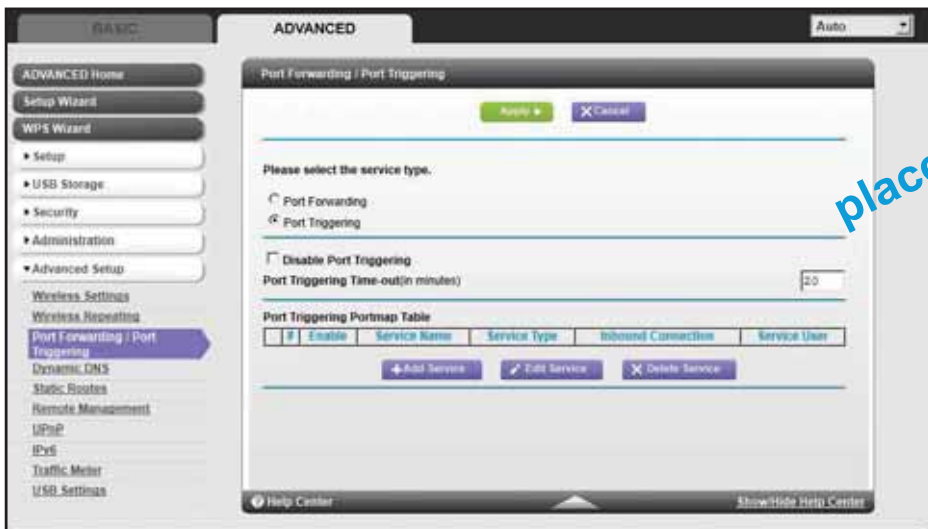 BASIC
ADVANCED
Auto
ADVANCED Home
Setup Wizard
WPS Wizard
Setup
USB Storage
Security
Administration
Advanced Setup
Wireless Settings
Wireless Repeating
Port Forwarding / Port
Triggering
Dynamic DNS
Static Routes
Remote Management
UPnP
IPv6
Traffic Meter
USB Settings
Port Forwarding / Port Triggering
Apply
Cancel
Please select the service type.
Port Forwarding
Port Triggering
Disable Port Triggering
Port Triggering Time-out(in minutes)
20
Port Triggering Portmap Table
# Enable Service Name Service Type Inbound Connection Service User
Add Service Edit Service Delete Service
Help Center
Show/Hide Help Center